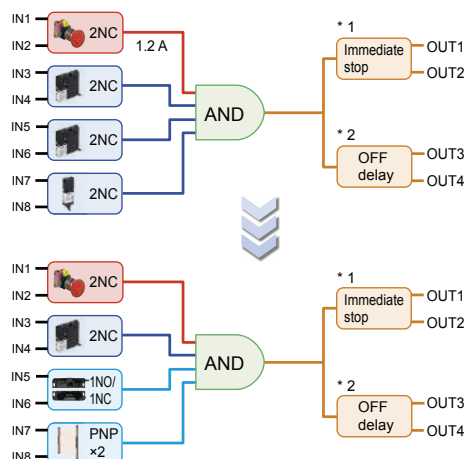 IN1
IN2
2NC
1.2 A
IN3
IN4
2NC
IN5
IN6
2NC
IN7
IN8
2NC
AND
* 1
Immediate
stop
OUT1
OUT2
* 2
OFF
delay
OUT3
OUT4
IN1
IN2
2NC
IN3
IN4
2NC
IN5
IN6
1NO/
1NC
IN7
IN8
PNP
×2
AND
* 1
Immediate
stop
OUT1
OUT2
* 2
OFF
delay
OUT3
OUT4